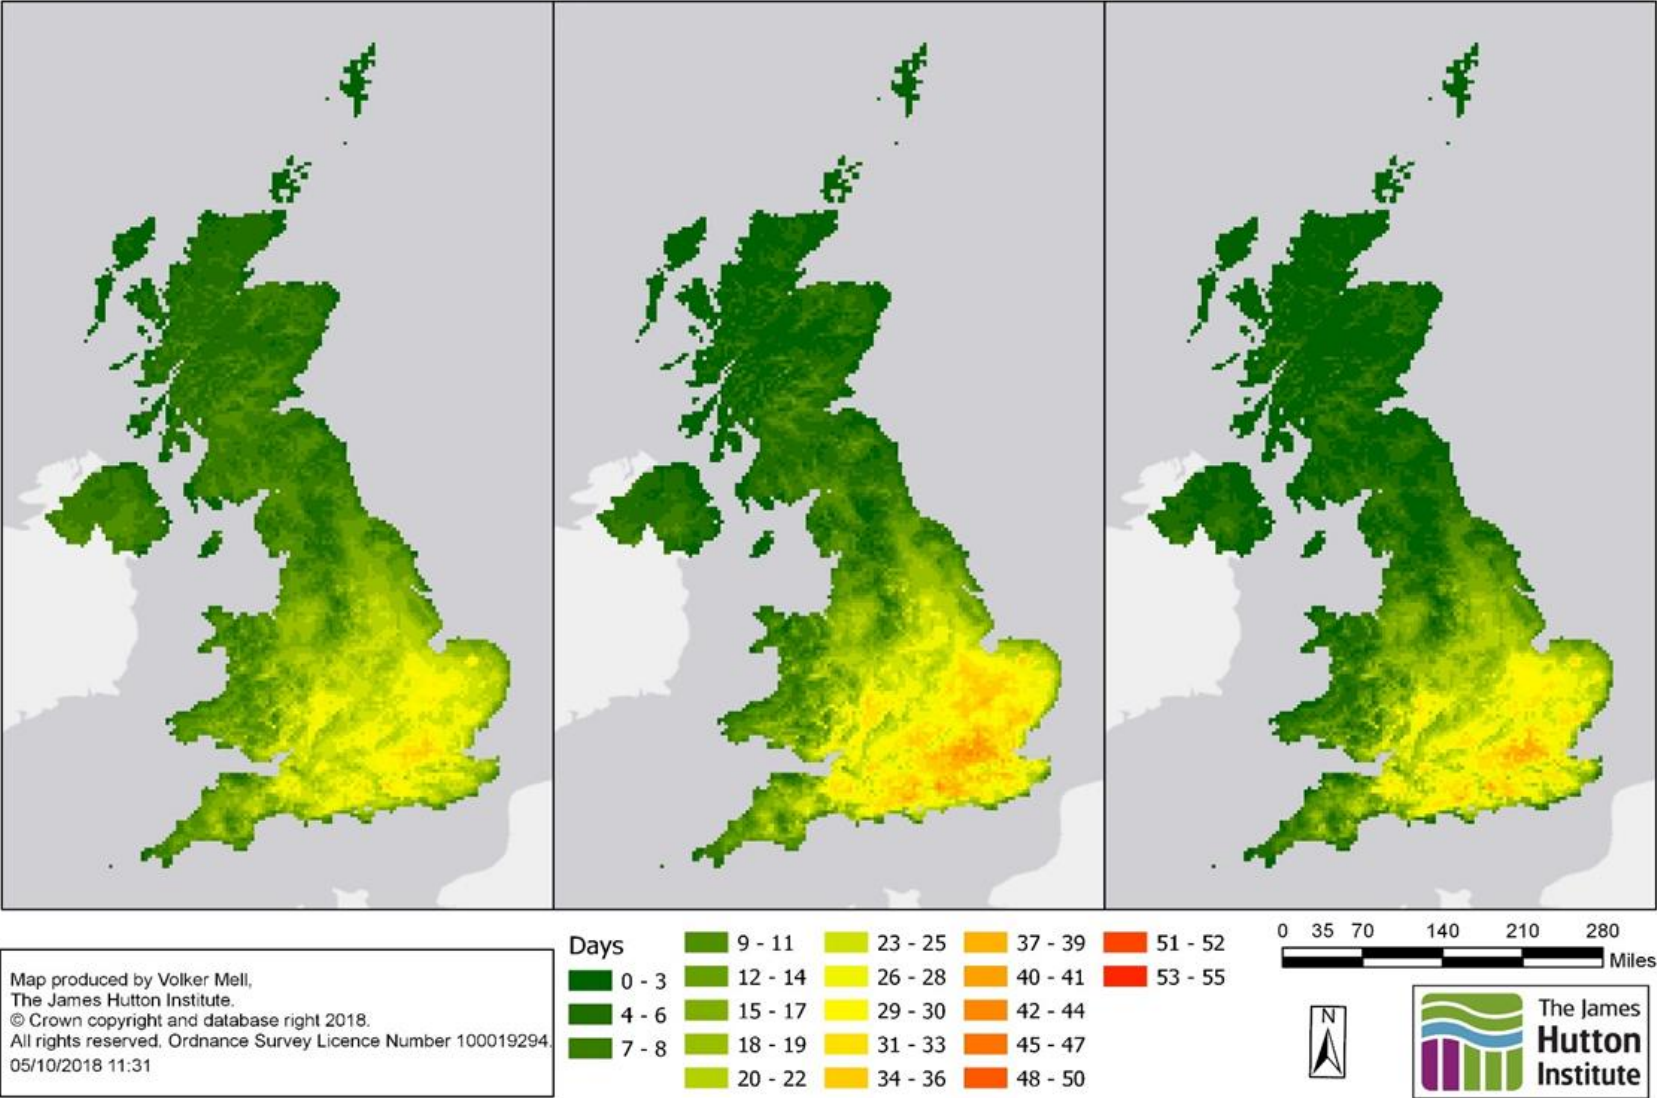 Map produced by Volker Mell,
The James Hutton Institute.
© Crown copyright and database right 2018.
All rights reserved. Ordnance Survey Licence Number 100019294.
05/10/2018 11:31
Days
0 - 3
4 - 6
7 - 8
9 - 11
12 - 14
15 - 17
18 - 19
20 - 22
23 - 25
26 - 28
29 - 30
31 - 33
34 - 36
37 - 39
40 - 41
42 - 44
45 - 47
48 - 50
51 - 52
53 - 55
0 35 70 140 210 280
Miles
N
The James
Hutton
Institute